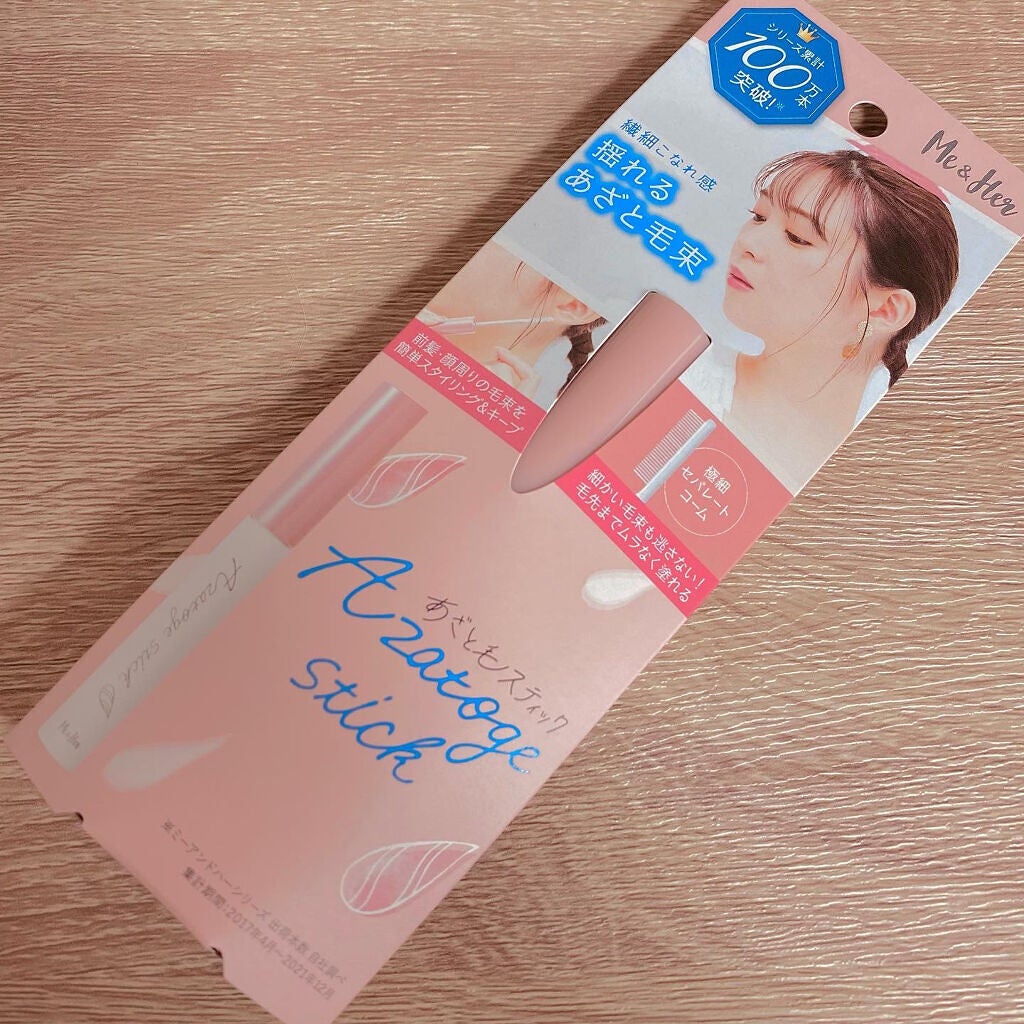 シリーズ累計
100万本
突破!※
Me & Her
繊細こなれ感
揺れる
あざと毛束
前髪・顔周りの毛束を
簡単スタイリング&キープ
極細
セパレート
コーム
細かい毛束も逃さない!
毛先までムラなく塗れる
あざともスティック
Azatoge
stick
Azatoge stick
Me & Her
※ミーアンドハーシリーズ 出荷本数 自社調べ
集計期間:2017年4月〜2021年12月